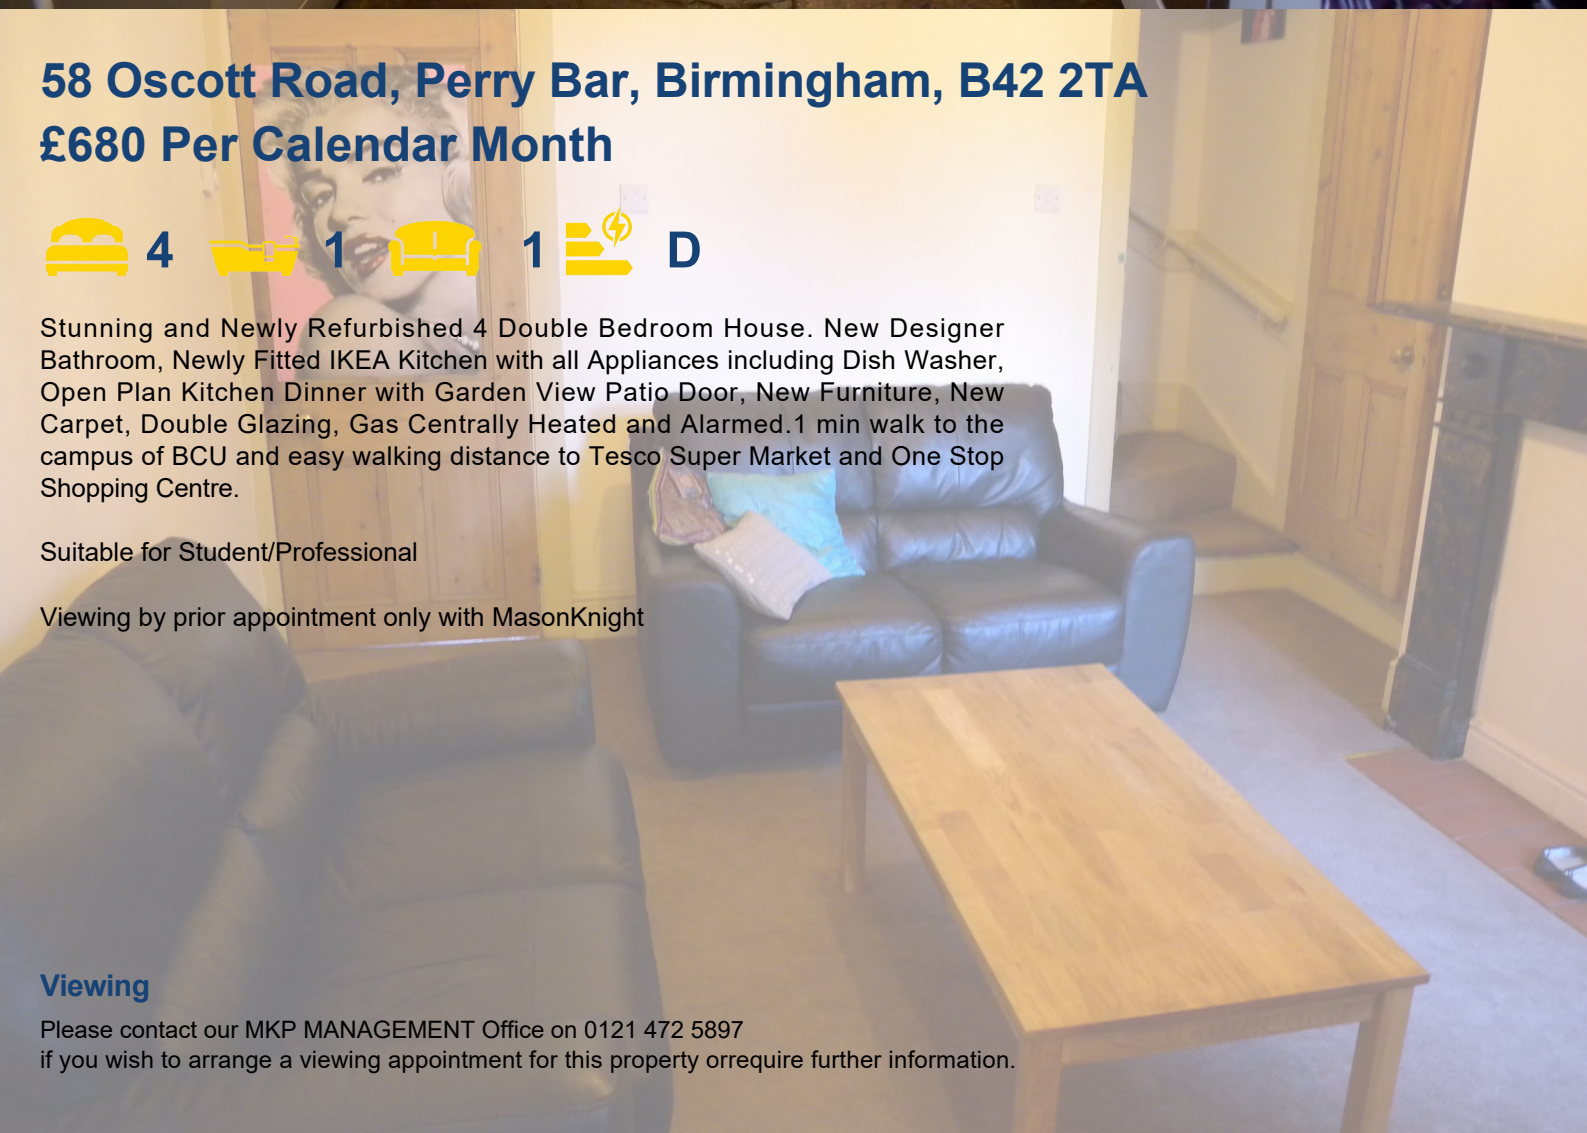 58 Oscott Road, Perry Bar, Birmingham, B42 2TA
£680 Per Calendar Month
4 1 1 D
Stunning and Newly Refurbished 4 Double Bedroom House. New Designer
Bathroom, Newly Fitted IKEA Kitchen with all Appliances including Dish Washer,
Open Plan Kitchen Dinner with Garden View Patio Door, New Furniture, New
Carpet, Double Glazing, Gas Centrally Heated and Alarmed.1 min walk to the
campus of BCU and easy walking distance to Tesco Super Market and One Stop
Shopping Centre.
Suitable for Student/Professional
Viewing by prior appointment only with MasonKnight
Viewing
Please contact our MKP MANAGEMENT Office on 0121 472 5897
if you wish to arrange a viewing appointment for this property orrequire further information.